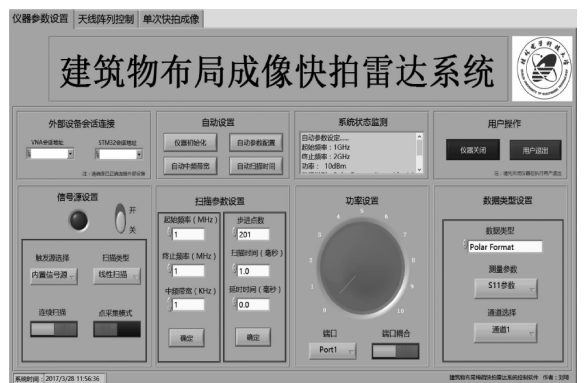 仪器参数设置 天线阵列控制 单次快拍成像
建筑物布局成像快拍雷达系统
外部设备会话连接
VNA会话地址 STM32会话地址
自动设置
仪器初始化 自动参数配置
自动中频带宽 自动扫描时间
系统状态监测
自动参数设定.....
起始频率：1GHz
终止频率：2GHz
功率： 10dBm
用户操作
仪器关闭 用户退出
信号源设置
开
关
触发源选择 扫描类型
内置信号源 线性扫描
连续扫描 点采集模式
扫描参数设置
起始频率（MHz） 步进点数
1 201
终止频率（MHz） 扫描时间（毫秒）
1 1.0
中频带宽（KHz） 延时时间（毫秒）
1 0.0
确定 确定
功率设置
0 1 2 3 4 5 6 7 8 9 10
端口 端口耦合
Port1
数据类型设置
数据类型
Polar Format
测量参数
S11参数
通道选择
通道1
系统时间：2017/3/28 11:56:36